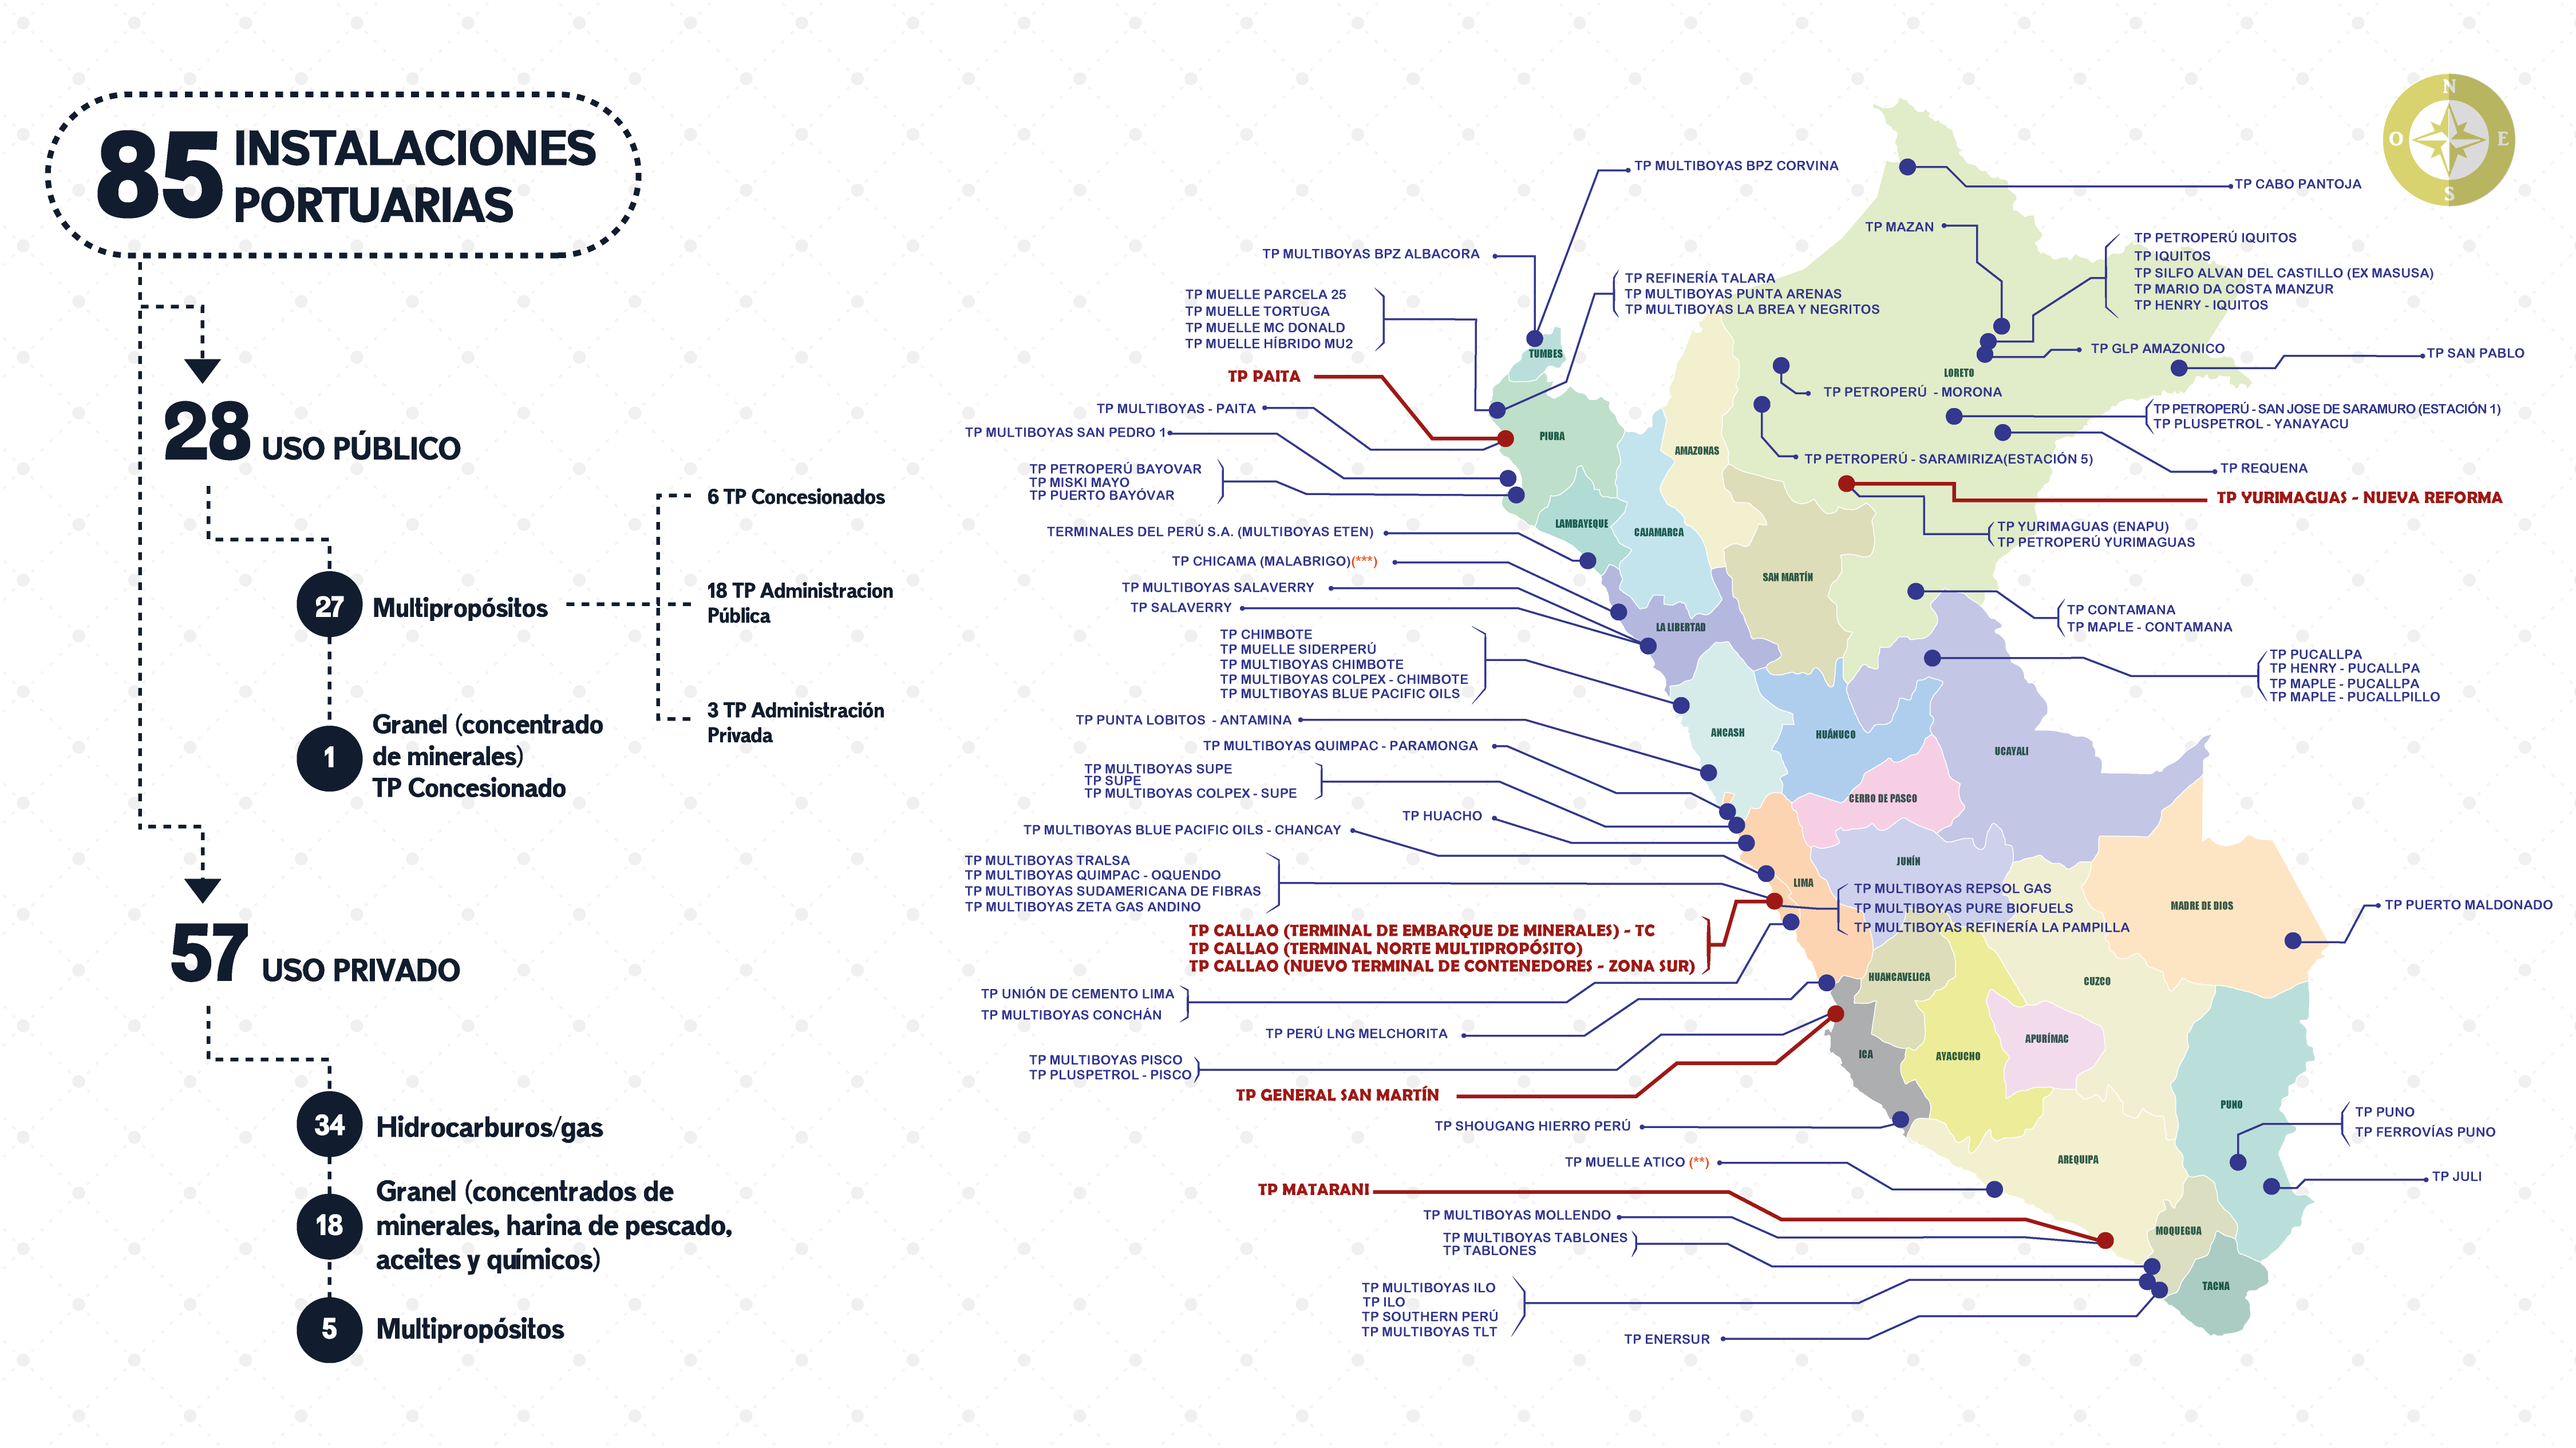 85 INSTALACIONES
PORTUARIAS
28 USO PÚBLICO
27 Multipropósitos
6 TP Concesionados
18 TP Administracion
Pública
3 TP Administración
Privada
1 Granel (concentrado
de minerales)
TP Concesionado
57 USO PRIVADO
34 Hidrocarburos/gas
18 Granel (concentrados de
minerales, harina de pescado,
aceites y químicos)
5 Multipropósitos
N
O
E
S
TP MULTIBOYAS BPZ CORVINA
TP MULTIBOYAS BPZ ALBACORA
TP MUELLE PARCELA 25
TP MUELLE TORTUGA
TP MUELLE MC DONALD
TP MUELLE HÍBRIDO MU2
TP REFINERÍA TALARA
TP MULTIBOYAS PUNTA ARENAS
TP MULTIBOYAS LA BREA Y NEGRITOS
TP PAITA
TP MULTIBOYAS - PAITA
TP MULTIBOYAS SAN PEDRO 1
TP PETROPERÚ BAYOVAR
TP MISKI MAYO
TP PUERTO BAYÓVAR
TERMINALES DEL PERÚ S.A. (MULTIBOYAS ETEN)
TP CHICAMA (MALABRIGO)(***)
TP MULTIBOYAS SALAVERRY
TP SALAVERRY
TP CHIMBOTE
TP MUELLE SIDERPERÚ
TP MULTIBOYAS CHIMBOTE
TP MULTIBOYAS COLPEX - CHIMBOTE
TP MULTIBOYAS BLUE PACIFIC OILS
TP PUNTA LOBITOS - ANTAMINA
TP MULTIBOYAS QUIMPAC - PARAMONGA
TP MULTIBOYAS SUPE
TP SUPE
TP MULTIBOYAS COLPEX - SUPE
TP HUACHO
TP MULTIBOYAS BLUE PACIFIC OILS - CHANCAY
TP MULTIBOYAS TRALSA
TP MULTIBOYAS QUIMPAC - OQUENDO
TP MULTIBOYAS SUDAMERICANA DE FIBRAS
TP MULTIBOYAS ZETA GAS ANDINO
TP CALLAO (TERMINAL DE EMBARQUE DE MINERALES) - TC
TP CALLAO (TERMINAL NORTE MULTIPROPÓSITO)
TP CALLAO (NUEVO TERMINAL DE CONTENEDORES - ZONA SUR)
TP UNIÓN DE CEMENTO LIMA
TP MULTIBOYAS CONCHÁN
TP PERÚ LNG MELCHORITA
TP MULTIBOYAS PISCO
TP PLUSPETROL - PISCO
TP GENERAL SAN MARTÍN
TP SHOUGANG HIERRO PERÚ
TP MUELLE ATICO (**)
TP MATARANI
TP MULTIBOYAS MOLLENDO
TP MULTIBOYAS TABLONES
TP TABLONES
TP MULTIBOYAS ILO
TP ILO
TP SOUTHERN PERÚ
TP MULTIBOYAS TLT
TP ENERSUR
TP CABO PANTOJA
TP MAZAN
TP PETROPERÚ IQUITOS
TP IQUITOS
TP SILFO ALVAN DEL CASTILLO (EX MASUSA)
TP MARIO DA COSTA MANZUR
TP HENRY - IQUITOS
TP GLP AMAZONICO
TP SAN PABLO
TP PETROPERÚ - MORONA
TP PETROPERÚ - SAN JOSE DE SARAMURO (ESTACIÓN 1)
TP PLUSPETROL - YANAYACU
TP PETROPERÚ - SARAMIRIZA(ESTACIÓN 5)
TP REQUENA
TP YURIMAGUAS - NUEVA REFORMA
TP YURIMAGUAS (ENAPU)
TP PETROPERÚ YURIMAGUAS
TP CONTAMANA
TP MAPLE - CONTAMANA
TP PUCALLPA
TP HENRY - PUCALLPA
TP MAPLE - PUCALLPA
TP MAPLE - PUCALLPILLO
TP MULTIBOYAS REPSOL GAS
TP MULTIBOYAS PURE BIOFUELS
TP MULTIBOYAS REFINERÍA LA PAMPILLA
TP PUERTO MALDONADO
TP PUNO
TP FERROVÍAS PUNO
TP JULI
TUMBES
PIURA
LORETO
AMAZONAS
LAMBAYEQUE
CAJAMARCA
SAN MARTÍN
LA LIBERTAD
ANCASH
HUÁNUCO
UCAYALI
CERRO DE PASCO
JUNÍN
LIMA
MADRE DE DIOS
HUANCAVELICA
CUZCO
ICA
AYACUCHO
APURÍMAC
PUNO
AREQUIPA
MOQUEGUA
TACNA